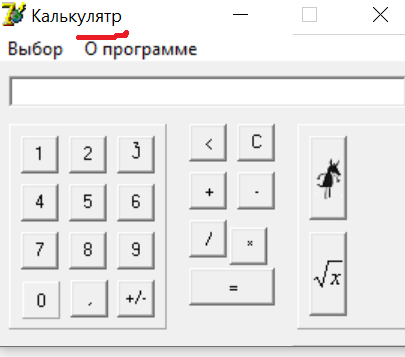 Калькулятр
Выбор О программе
1 2 3 < C
4 5 6 + -
7 8 9 / *
0 , +/- =
√x